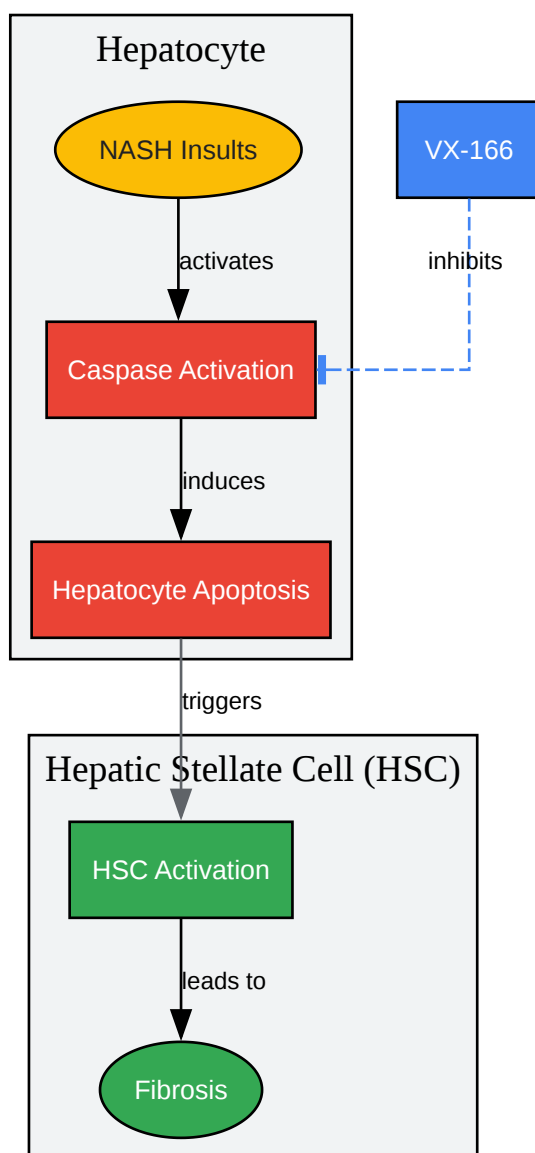 Hepatocyte
NASH Insults
VX-166
activates
inhibits
Caspase Activation
induces
Hepatocyte Apoptosis
triggers
Hepatic Stellate Cell (HSC)
HSC Activation
leads to
Fibrosis